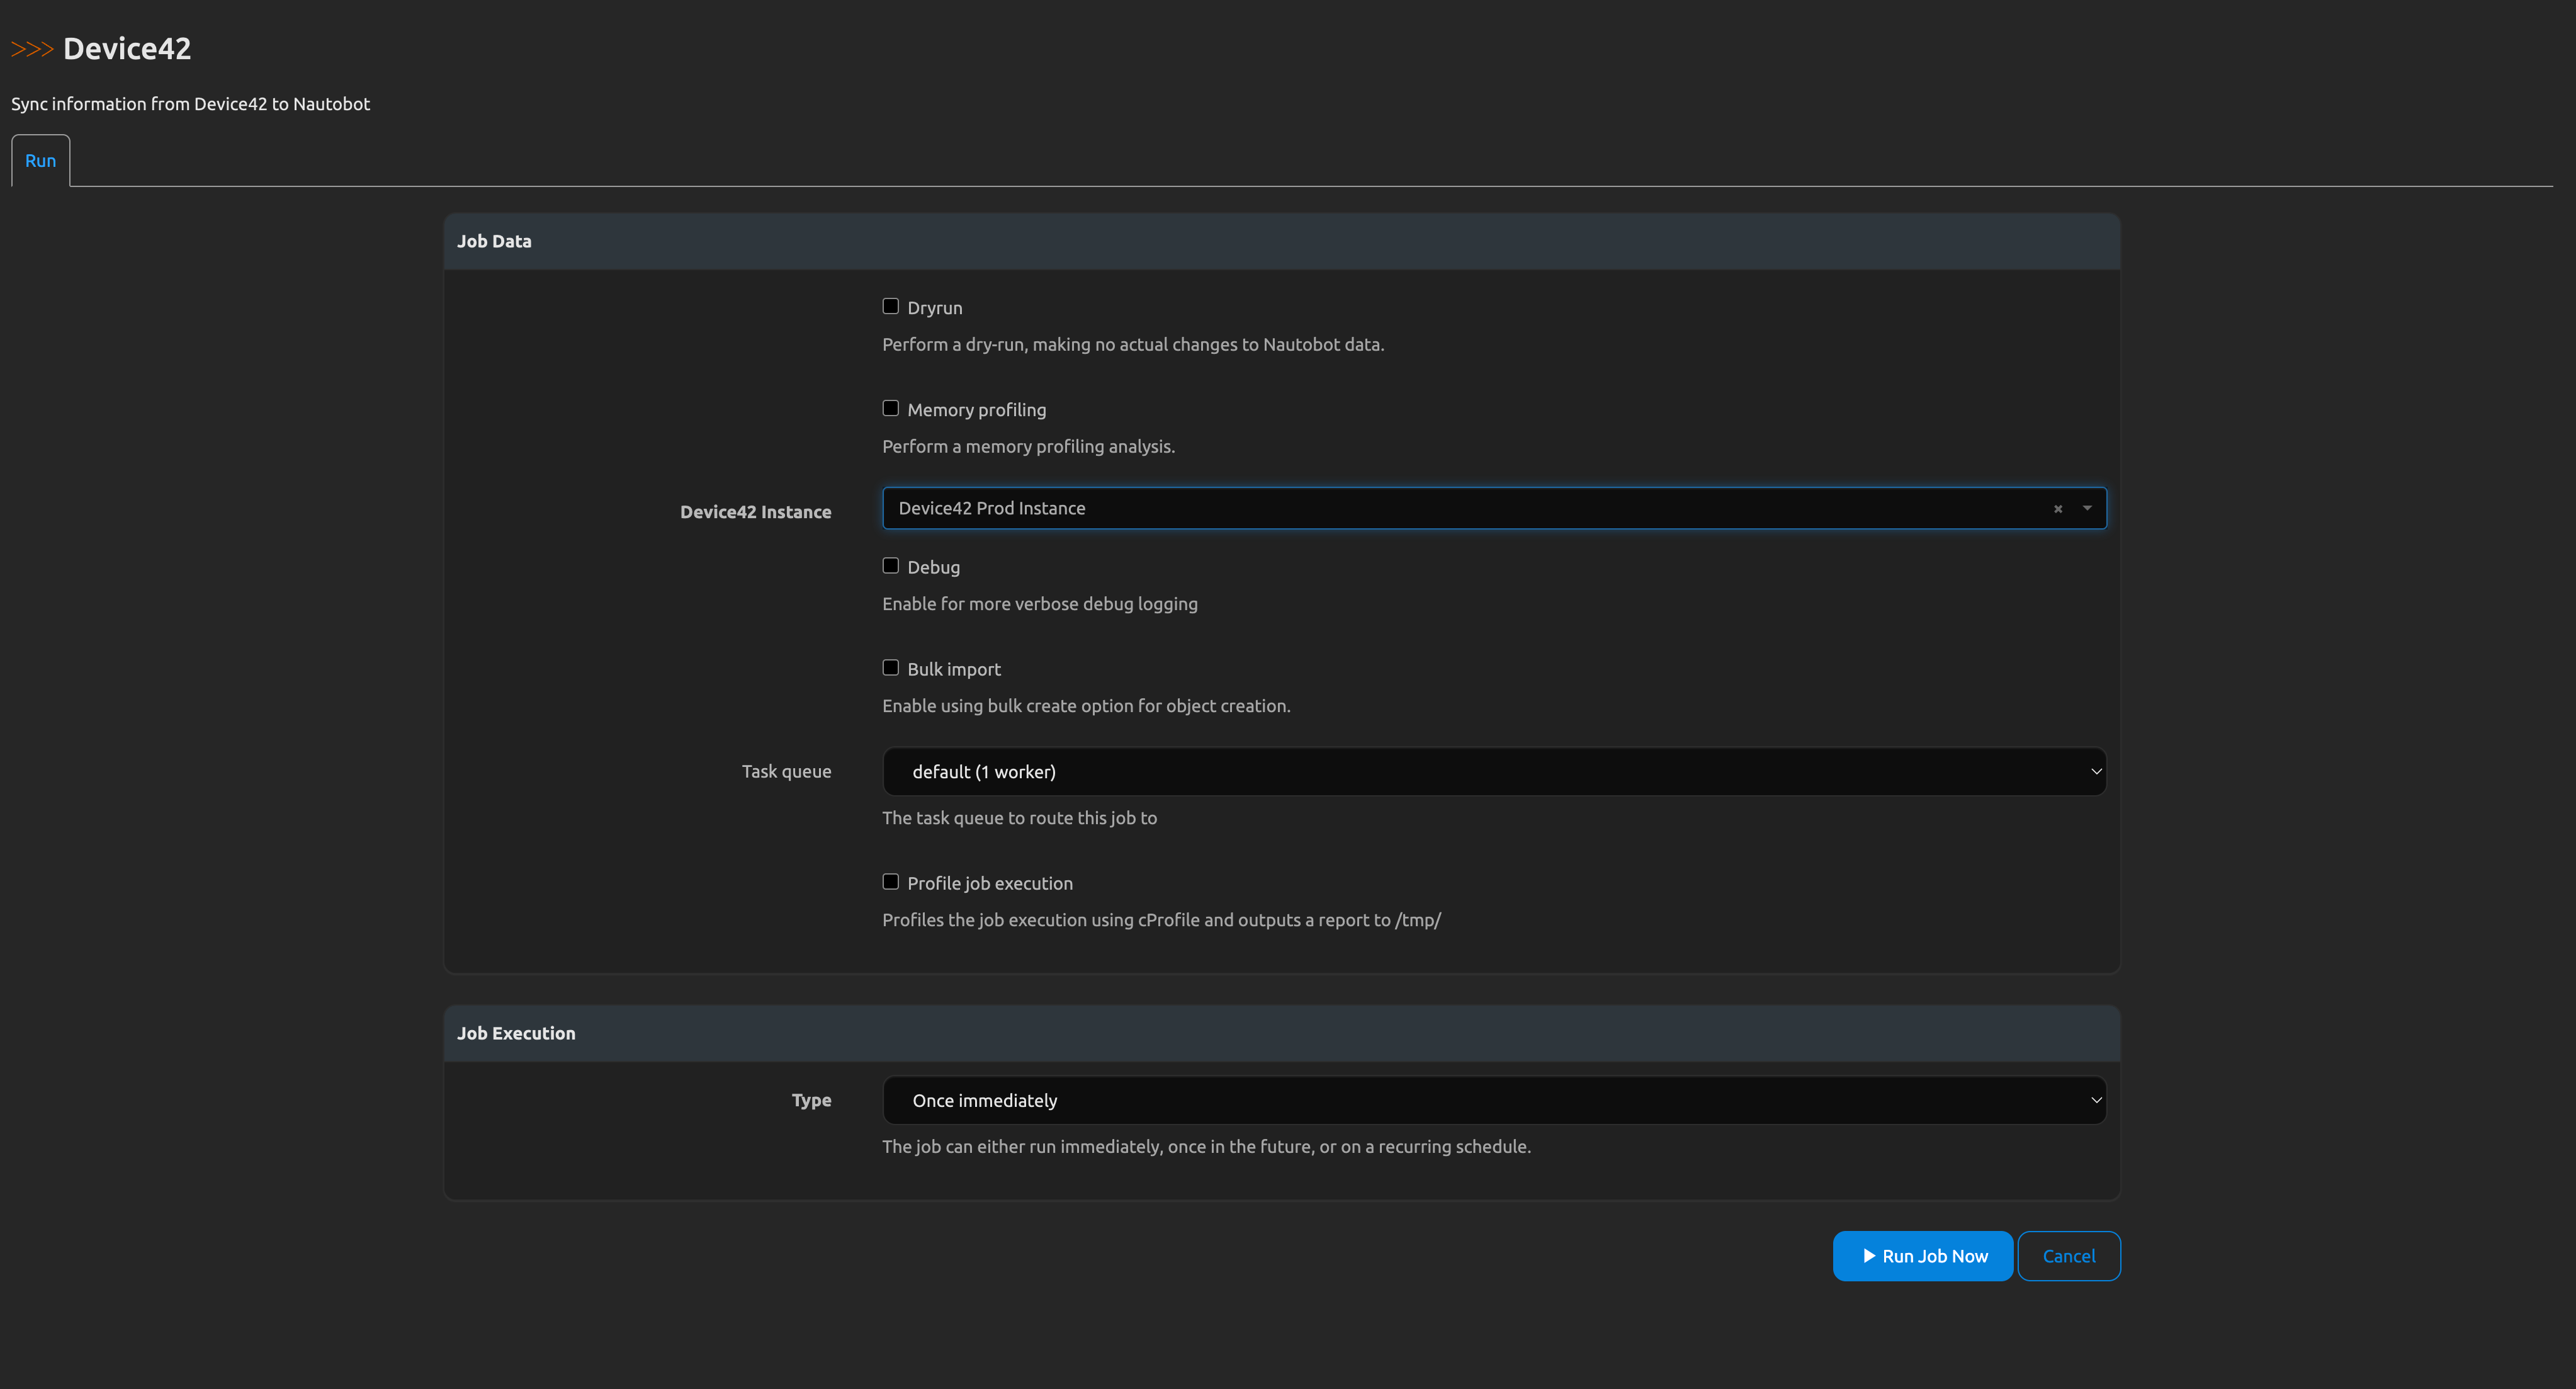 >>> Device42
Sync information from Device42 to Nautobot
Run
Job Data
Dryrun
Perform a dry-run, making no actual changes to Nautobot data.
Memory profiling
Perform a memory profiling analysis.
Device42 Instance
Device42 Prod Instance
Debug
Enable for more verbose debug logging
Bulk import
Enable using bulk create option for object creation.
Task queue
default (1 worker)
The task queue to route this job to
Profile job execution
Profiles the job execution using cProfile and outputs a report to /tmp/
Job Execution
Type
Once immediately
The job can either run immediately, once in the future, or on a recurring schedule.
Run Job Now
Cancel